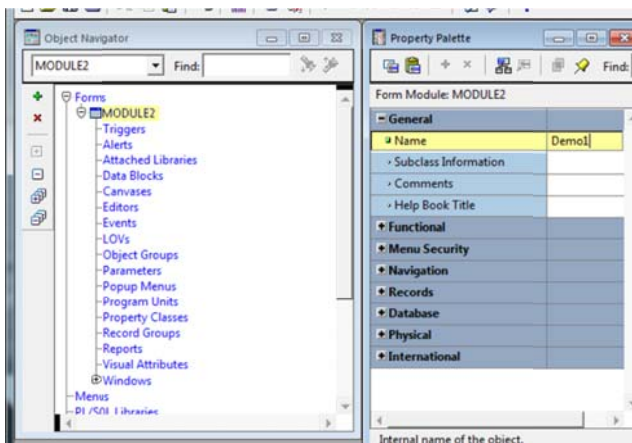 Object Navigator
MODULE2 Find:
Forms
MODULE2
Triggers
Alerts
Attached Libraries
Data Blocks
Canvases
Editors
Events
LOVs
Object Groups
Parameters
Popup Menus
Program Units
Property Classes
Record Groups
Reports
Visual Attributes
Windows
Menus
PL/SQL Libraries
Property Palette
Find:
Form Module: MODULE2
General
Name Demo1
Subclass Information
Comments
Help Book Title
Functional
Menu Security
Navigation
Records
Database
Physical
International
Internal name of the object.